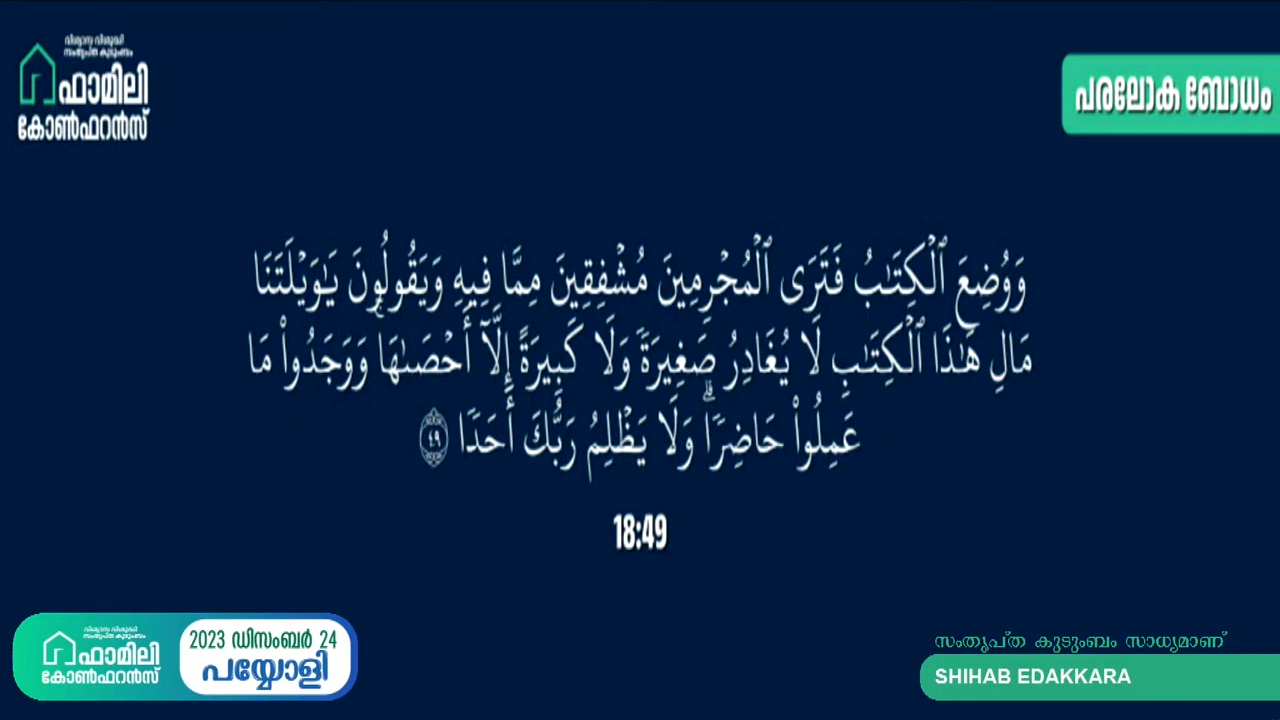 വിശ്വാസ വിശുദ്ധി
സംതൃപ്ത കുടുംബം
ഫാമിലി
കോൺഫറൻസ്
പരലോക ബോധം
وَوُضِعَ ٱلْكِتَـٰبُ فَتَرَى ٱلْمُجْرِمِينَ مُشْفِقِينَ مِمَّا فِيهِ وَيَقُولُونَ يَـٰوَيْلَتَنَا
مَالِ هَـٰذَا ٱلْكِتَـٰبِ لَا يُغَادِرُ صَغِيرَةً وَلَا كَبِيرَةً إِلَّآ أَحْصَىٰهَا ۚ وَوَجَدُوا۟ مَا
عَمِلُوا۟ حَاضِرًا ۗ وَلَا يَظْلِمُ رَبُّكَ أَحَدًا ٤٩
18:49
വിശ്വാസ വിശുദ്ധി
സംതൃപ്ത കുടുംബം
ഫാമിലി
കോൺഫറൻസ്
2023 ഡിസംബർ 24
പയ്യോളി
സംതൃപ്ത കുടുംബം സാധ്യമാണ്
SHIHAB EDAKKARA